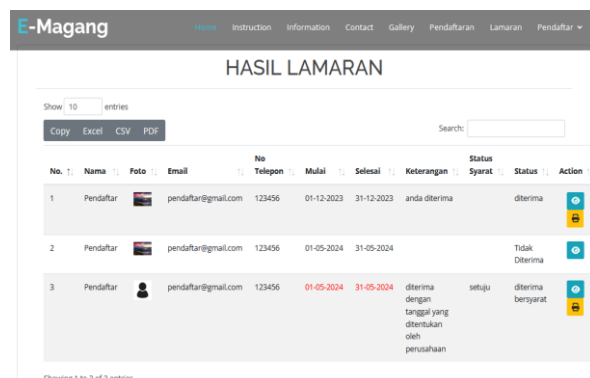 E-Magang
Home Instruction Information Contact Gallery Pendaftaran Lamaran Pendaftar
HASIL LAMARAN
Show 10 entries
Copy Excel CSV PDF
Search:
No. Nama Foto Email No Telepon Mulai Selesai Keterangan Status Syarat Status Action
1 Pendaftar pendaftar@gmail.com 123456 01-12-2023 31-12-2023 anda diterima diterima
2 Pendaftar pendaftar@gmail.com 123456 01-05-2024 31-05-2024 Tidak
Diterima
3 Pendaftar pendaftar@gmail.com 123456 01-05-2024 31-05-2024 diterima setuju diterima
dengan bersyarat
tanggal yang
ditentukan
oleh
perusahaan
Showing 1 to 3 of 3 entries